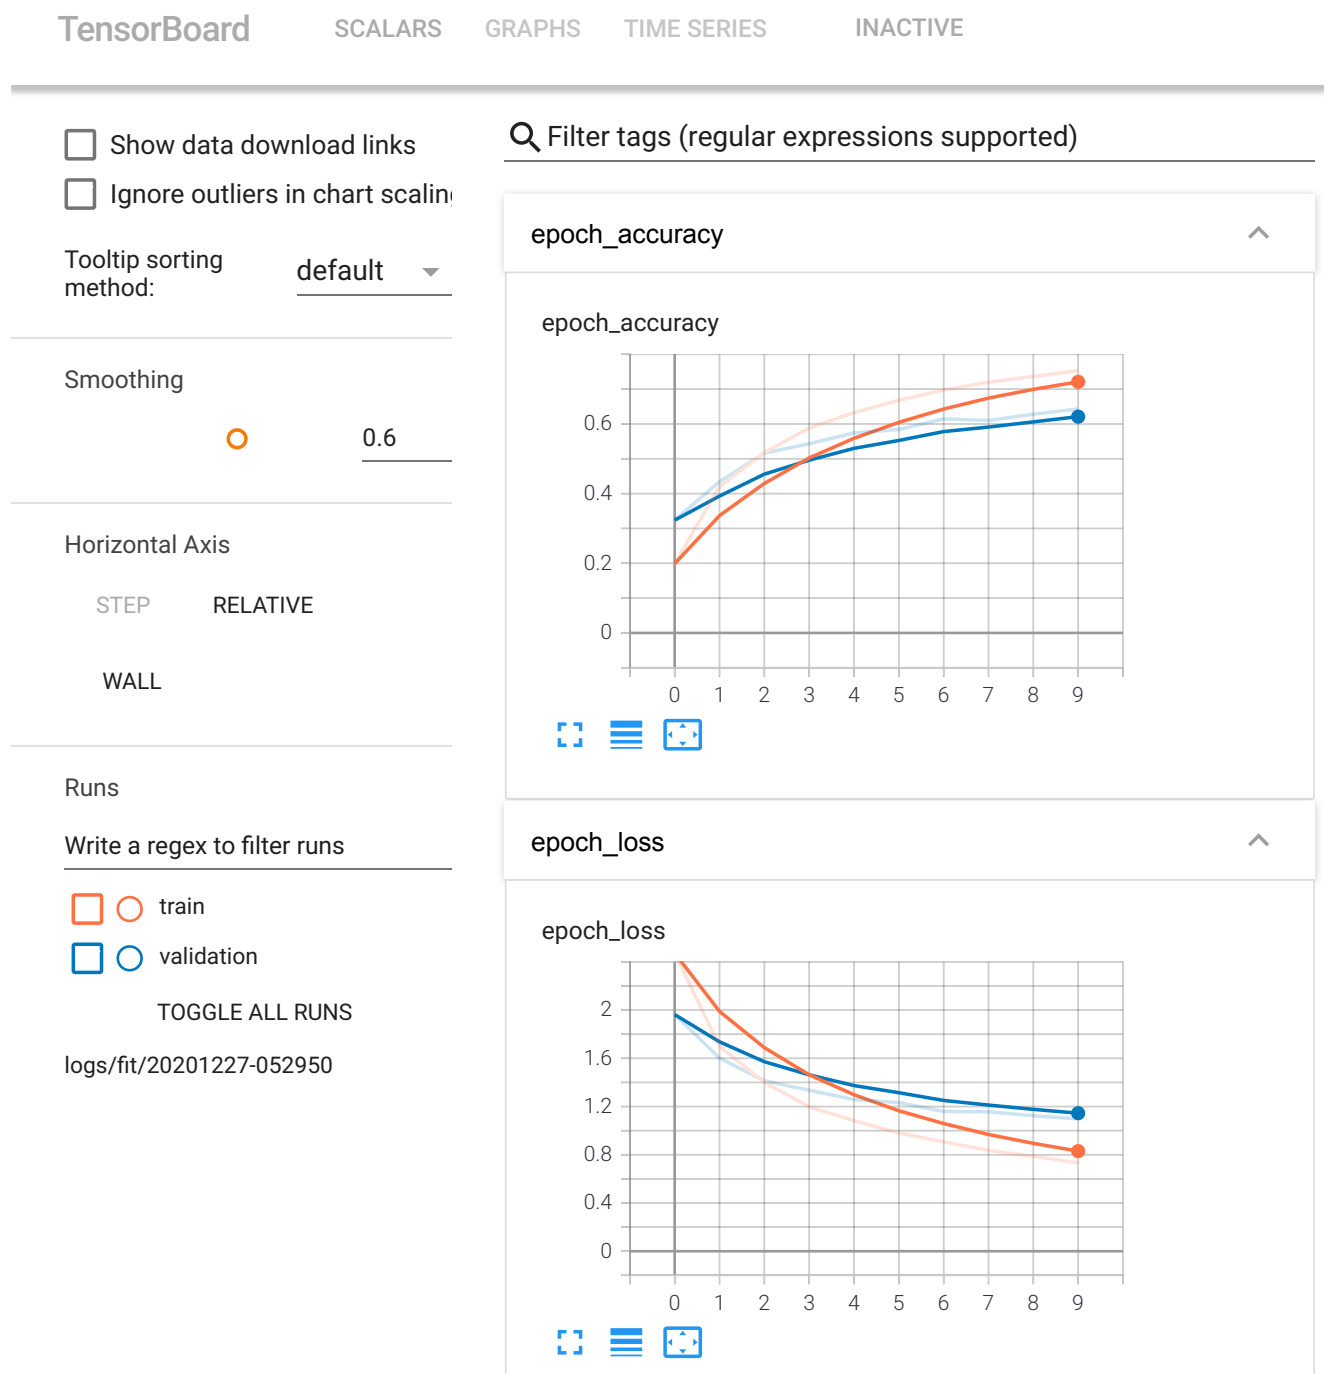 TensorBoard SCALARS GRAPHS TIME SERIES INACTIVE
Show data download links
Ignore outliers in chart scaling
Tooltip sorting
method:
default
Smoothing
0.6
Horizontal Axis
STEP RELATIVE
WALL
Runs
Write a regex to filter runs
train
validation
TOGGLE ALL RUNS
logs/fit/20201227-052950
Filter tags (regular expressions supported)
epoch_accuracy
epoch_accuracy
0.6
0.4
0.2
0
0 1 2 3 4 5 6 7 8 9
epoch_loss
epoch_loss
2
1.6
1.2
0.8
0.4
0
0 1 2 3 4 5 6 7 8 9